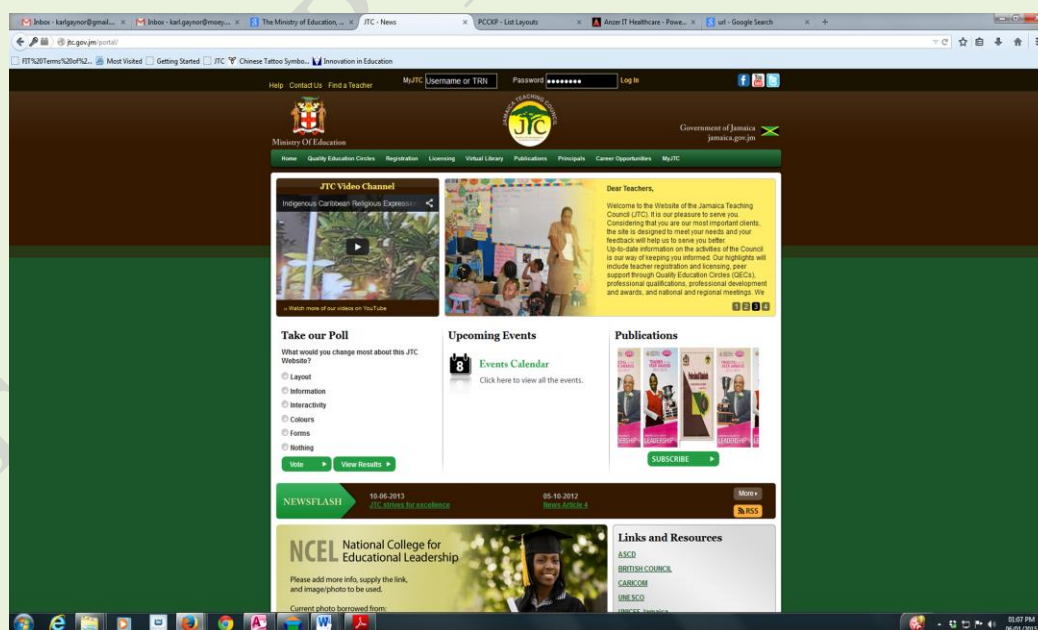 Inbox - karlgaynor@gmail....
Inbox - karl.gaynor@moey....
The Ministry of Education, ...
JTC - News
PCCXP - List Layouts
Anzer IT Healthcare - Powe...
url - Google Search
jtc.gov.jm/portal/
FIT%20Terms%20of%2...
Most Visited
Getting Started
JTC
Chinese Tattoo Symbo...
Innovation in Education
Help Contact Us Find a Teacher
MyJTC Username or TRN Password Log In
JAMAICA TEACHING COUNCIL
JTC
Ministry Of Education
Government of Jamaica
jamaica.gov.jm
Home Quality Education Circles Registration Licensing Virtual Library Publications Principals Career Opportunities MyJTC
JTC Video Channel
Indigenous Caribbean Religious Expression
» Watch more of our videos on YouTube
Dear Teachers,
Welcome to the Website of the Jamaica Teaching
Council (JTC). It is our pleasure to serve you.
Considering that you are our most important clients,
the site is designed to meet your needs and your
feedback will help us to serve you better.
Up-to-date information on the activities of the Council
is our way of keeping you informed. Our highlights will
include teacher registration and licensing, peer
support through Quality Education Circles (QECs),
professional qualifications, professional development
and awards, and national and regional meetings. We
1 2 3 4
Take our Poll
What would you change most about this JTC
Website?
Layout
Information
Interactivity
Colours
Forms
Nothing
Vote
View Results
Upcoming Events
8
Events Calendar
Click here to view all the events.
Publications
SUBSCRIBE
NEWSFLASH
10-06-2013
JTC strives for excellence
05-10-2012
News Article 4
More
RSS
NCEL National College for
Educational Leadership
Please add more info, supply the link,
and image/photo to be used.
Current photo borrowed from:
Links and Resources
ASCD
BRITISH COUNCIL
CARICOM
UNESCO
UNICEF Jamaica
01:07 PM
06/01/2015